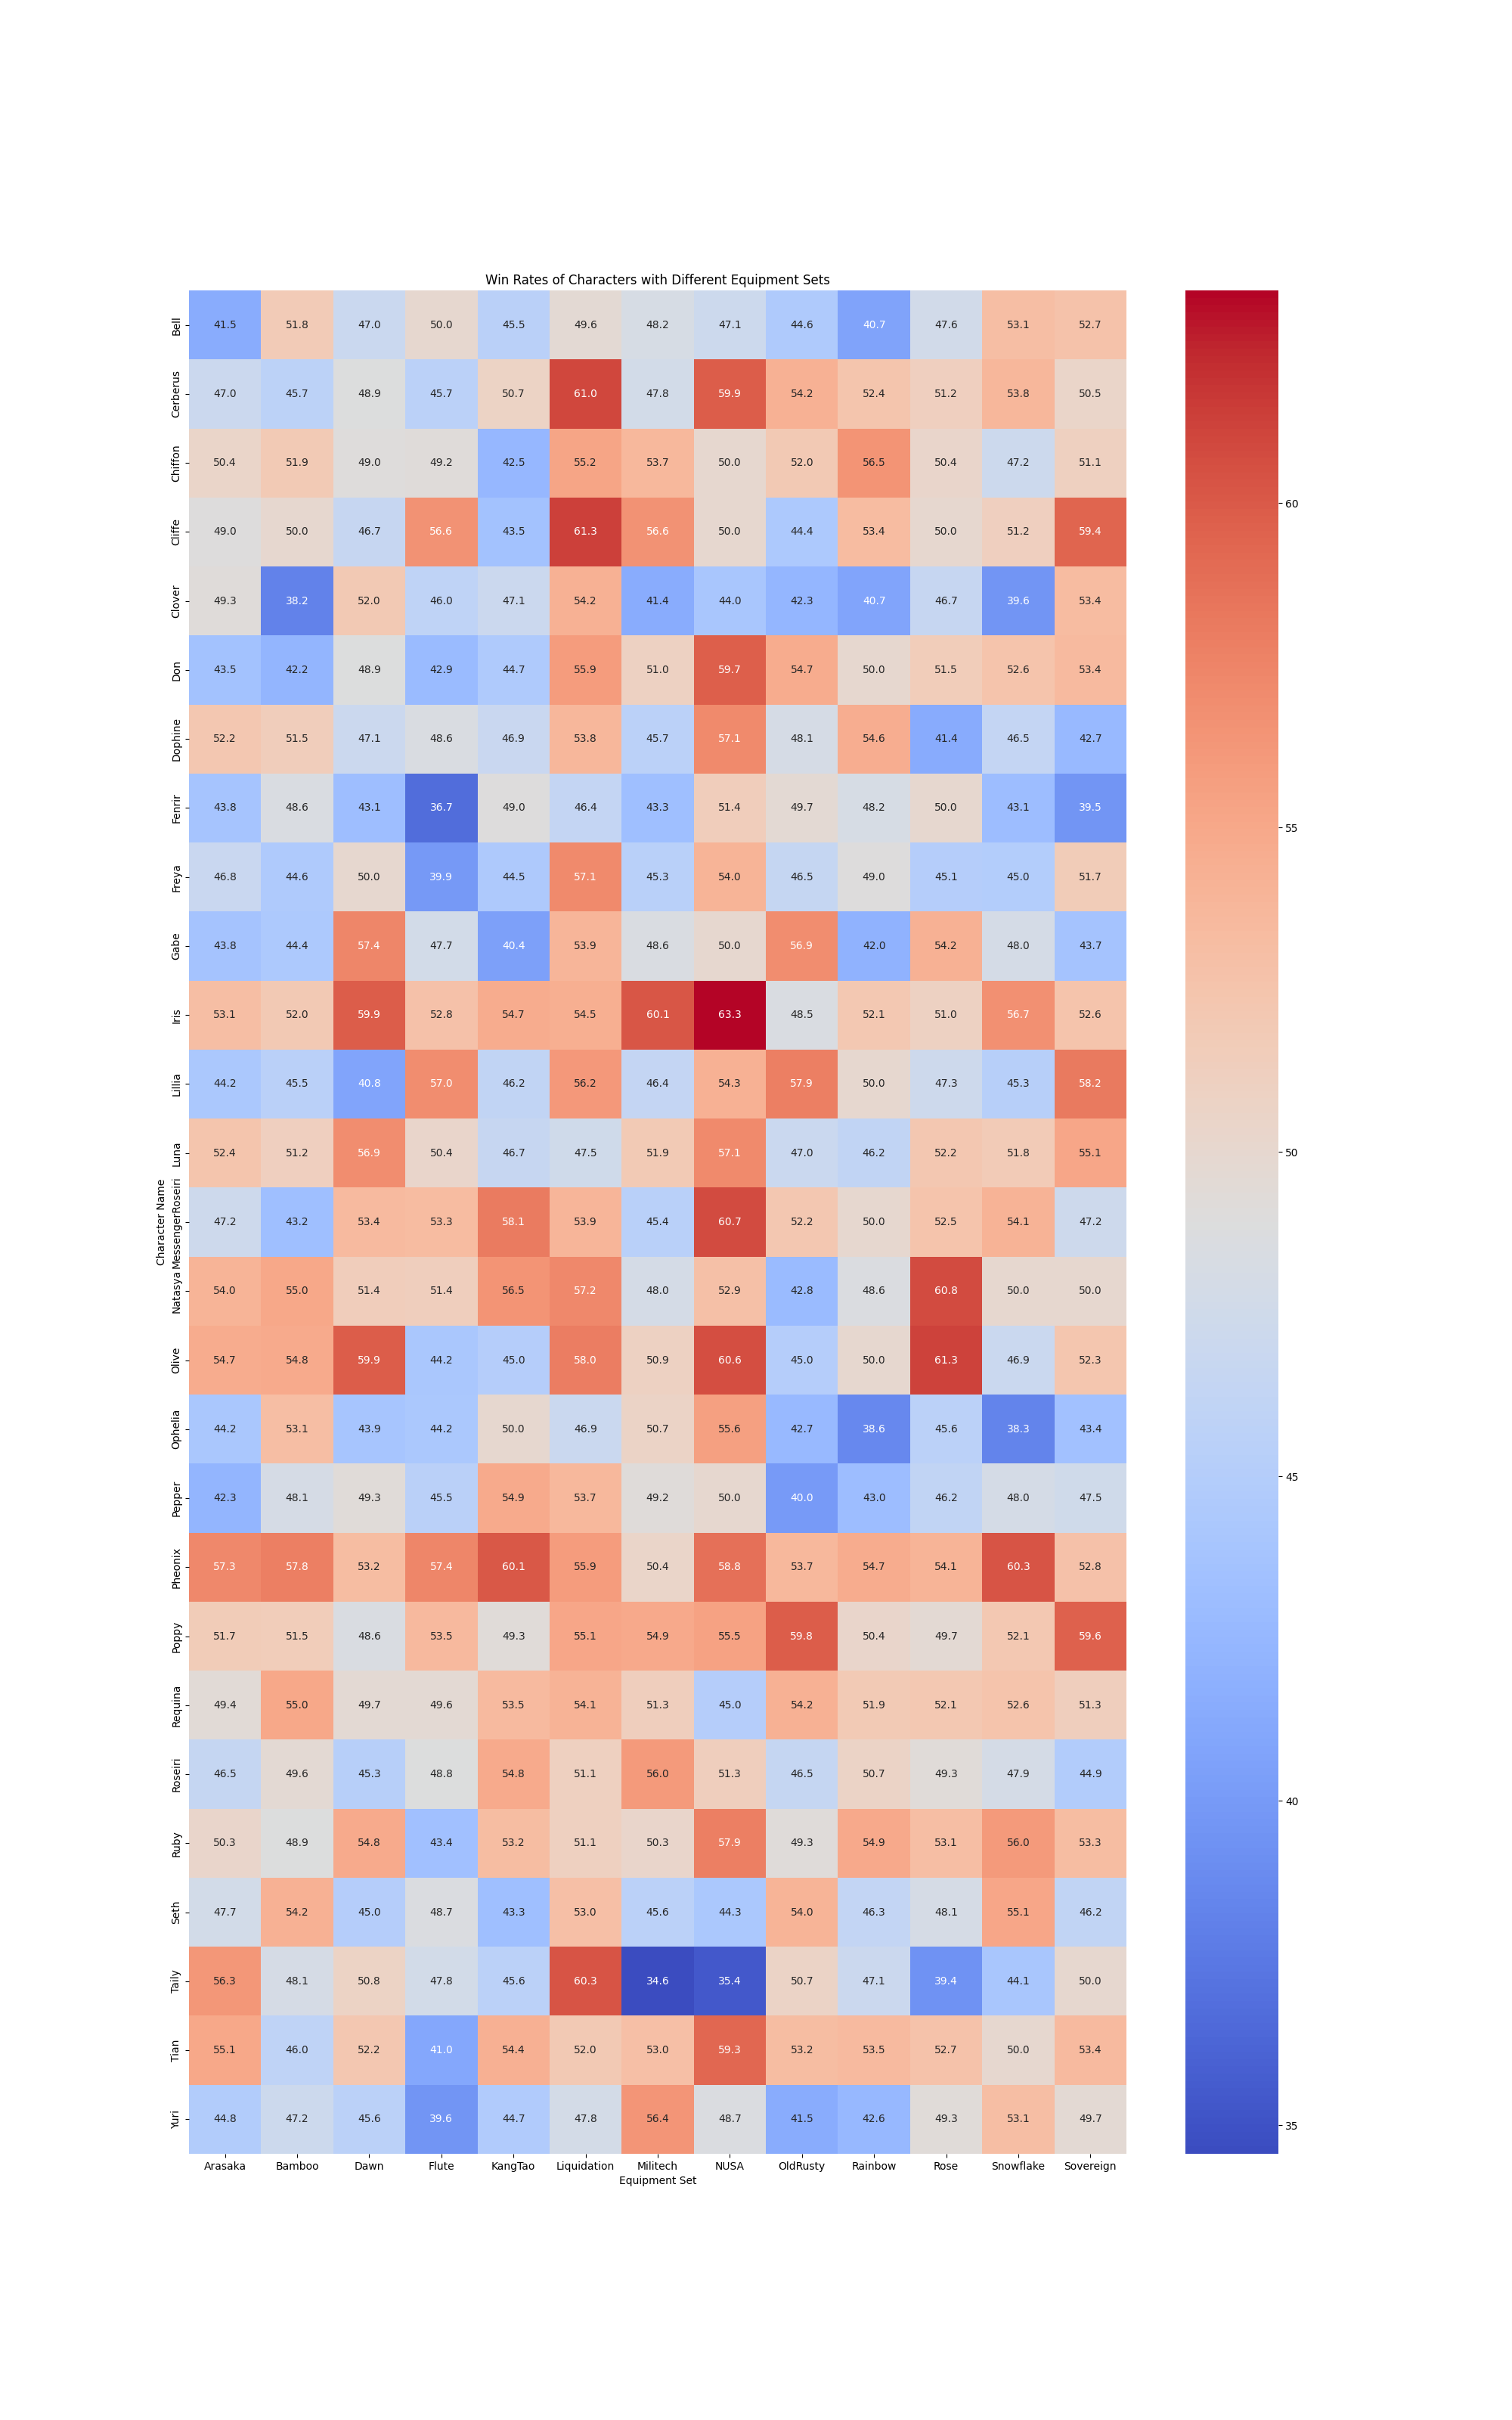 Win Rates of Characters with Different Equipment Sets
Character Name
Bell 41.5 51.8 47.0 50.0 45.5 49.6 48.2 47.1 44.6 40.7 47.6 53.1 52.7
Cerberus 47.0 45.7 48.9 45.7 50.7 61.0 47.8 59.9 54.2 52.4 51.2 53.8 50.5
Chiffon 50.4 51.9 49.0 49.2 42.5 55.2 53.7 50.0 52.0 56.5 50.4 47.2 51.1
Cliffe 49.0 50.0 46.7 56.6 43.5 61.3 56.6 50.0 44.4 53.4 50.0 51.2 59.4
Clover 49.3 38.2 52.0 46.0 47.1 54.2 41.4 44.0 42.3 40.7 46.7 39.6 53.4
Don 43.5 42.2 48.9 42.9 44.7 55.9 51.0 59.7 54.7 50.0 51.5 52.6 53.4
Dophine 52.2 51.5 47.1 48.6 46.9 53.8 45.7 57.1 48.1 54.6 41.4 46.5 42.7
Fenrir 43.8 48.6 43.1 36.7 49.0 46.4 43.3 51.4 49.7 48.2 50.0 43.1 39.5
Freya 46.8 44.6 50.0 39.9 44.5 57.1 45.3 54.0 46.5 49.0 45.1 45.0 51.7
Gabe 43.8 44.4 57.4 47.7 40.4 53.9 48.6 50.0 56.9 42.0 54.2 48.0 43.7
Iris 53.1 52.0 59.9 52.8 54.7 54.5 60.1 63.3 48.5 52.1 51.0 56.7 52.6
Lillia 44.2 45.5 40.8 57.0 46.2 56.2 46.4 54.3 57.9 50.0 47.3 45.3 58.2
Luna 52.4 51.2 56.9 50.4 46.7 47.5 51.9 57.1 47.0 46.2 52.2 51.8 55.1
MessengerRoseiri 47.2 43.2 53.4 53.3 58.1 53.9 45.4 60.7 52.2 50.0 52.5 54.1 47.2
Natasya 54.0 55.0 51.4 51.4 56.5 57.2 48.0 52.9 42.8 48.6 60.8 50.0 50.0
Olive 54.7 54.8 59.9 44.2 45.0 58.0 50.9 60.6 45.0 50.0 61.3 46.9 52.3
Ophelia 44.2 53.1 43.9 44.2 50.0 46.9 50.7 55.6 42.7 38.6 45.6 38.3 43.4
Pepper 42.3 48.1 49.3 45.5 54.9 53.7 49.2 50.0 40.0 43.0 46.2 48.0 47.5
Pheonix 57.3 57.8 53.2 57.4 60.1 55.9 50.4 58.8 53.7 54.7 54.1 60.3 52.8
Poppy 51.7 51.5 48.6 53.5 49.3 55.1 54.9 55.5 59.8 50.4 49.7 52.1 59.6
Requina 49.4 55.0 49.7 49.6 53.5 54.1 51.3 45.0 54.2 51.9 52.1 52.6 51.3
Roseiri 46.5 49.6 45.3 48.8 54.8 51.1 56.0 51.3 46.5 50.7 49.3 47.9 44.9
Ruby 50.3 48.9 54.8 43.4 53.2 51.1 50.3 57.9 49.3 54.9 53.1 56.0 53.3
Seth 47.7 54.2 45.0 48.7 43.3 53.0 45.6 44.3 54.0 46.3 48.1 55.1 46.2
Taily 56.3 48.1 50.8 47.8 45.6 60.3 34.6 35.4 50.7 47.1 39.4 44.1 50.0
Tian 55.1 46.0 52.2 41.0 54.4 52.0 53.0 59.3 53.2 53.5 52.7 50.0 53.4
Yuri 44.8 47.2 45.6 39.6 44.7 47.8 56.4 48.7 41.5 42.6 49.3 53.1 49.7
Arasaka Bamboo Dawn Flute KangTao Liquidation Militech NUSA OldRusty Rainbow Rose Snowflake Sovereign
Equipment Set
60
55
50
45
40
35